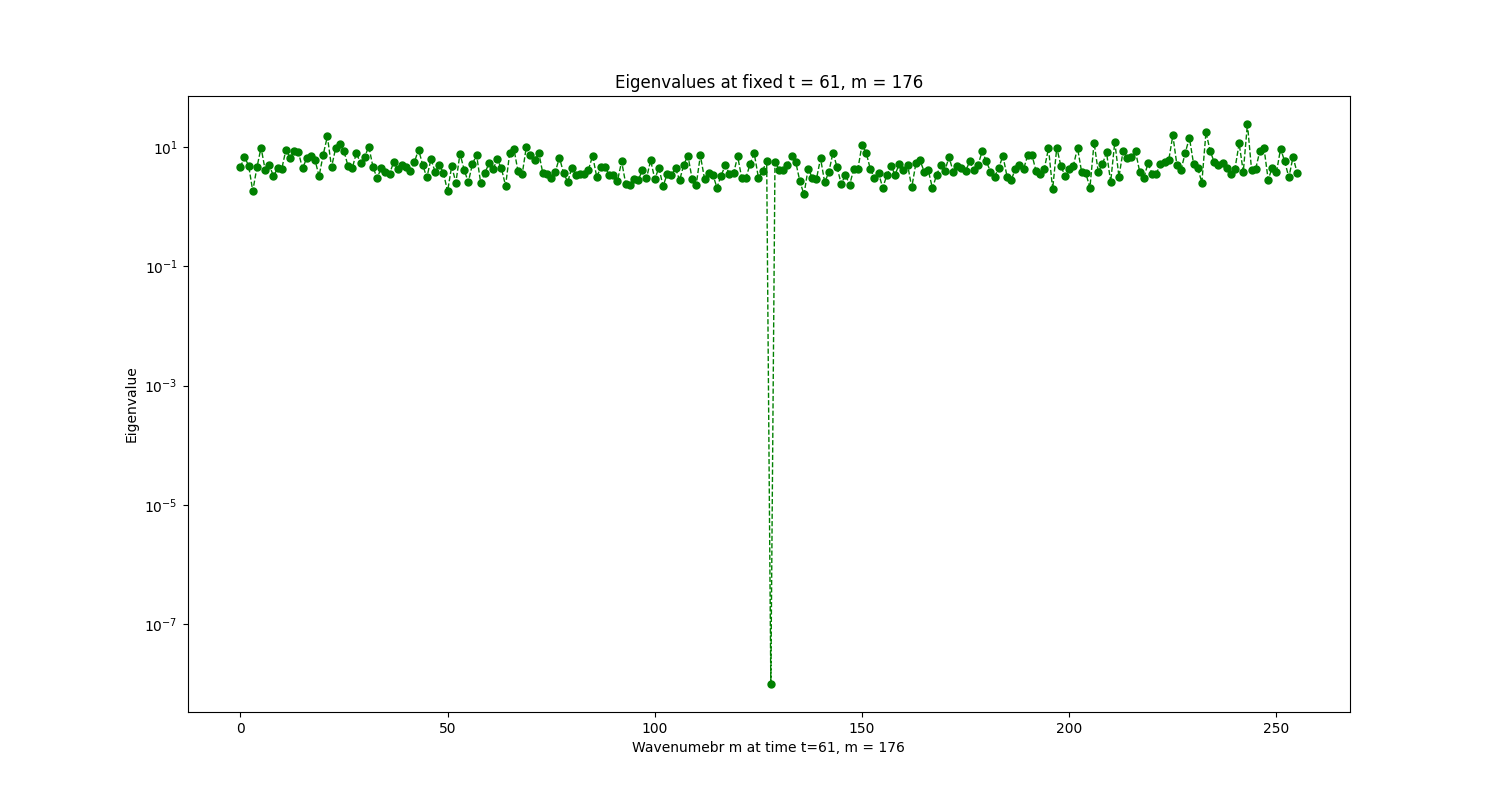 Eigenvalues at fixed t = 61, m = 176
10^1
10^−1
10^−3
10^−5
10^−7
Eigenvalue
0 50 100 150 200 250
Wavenumebr m at time t=61, m = 176